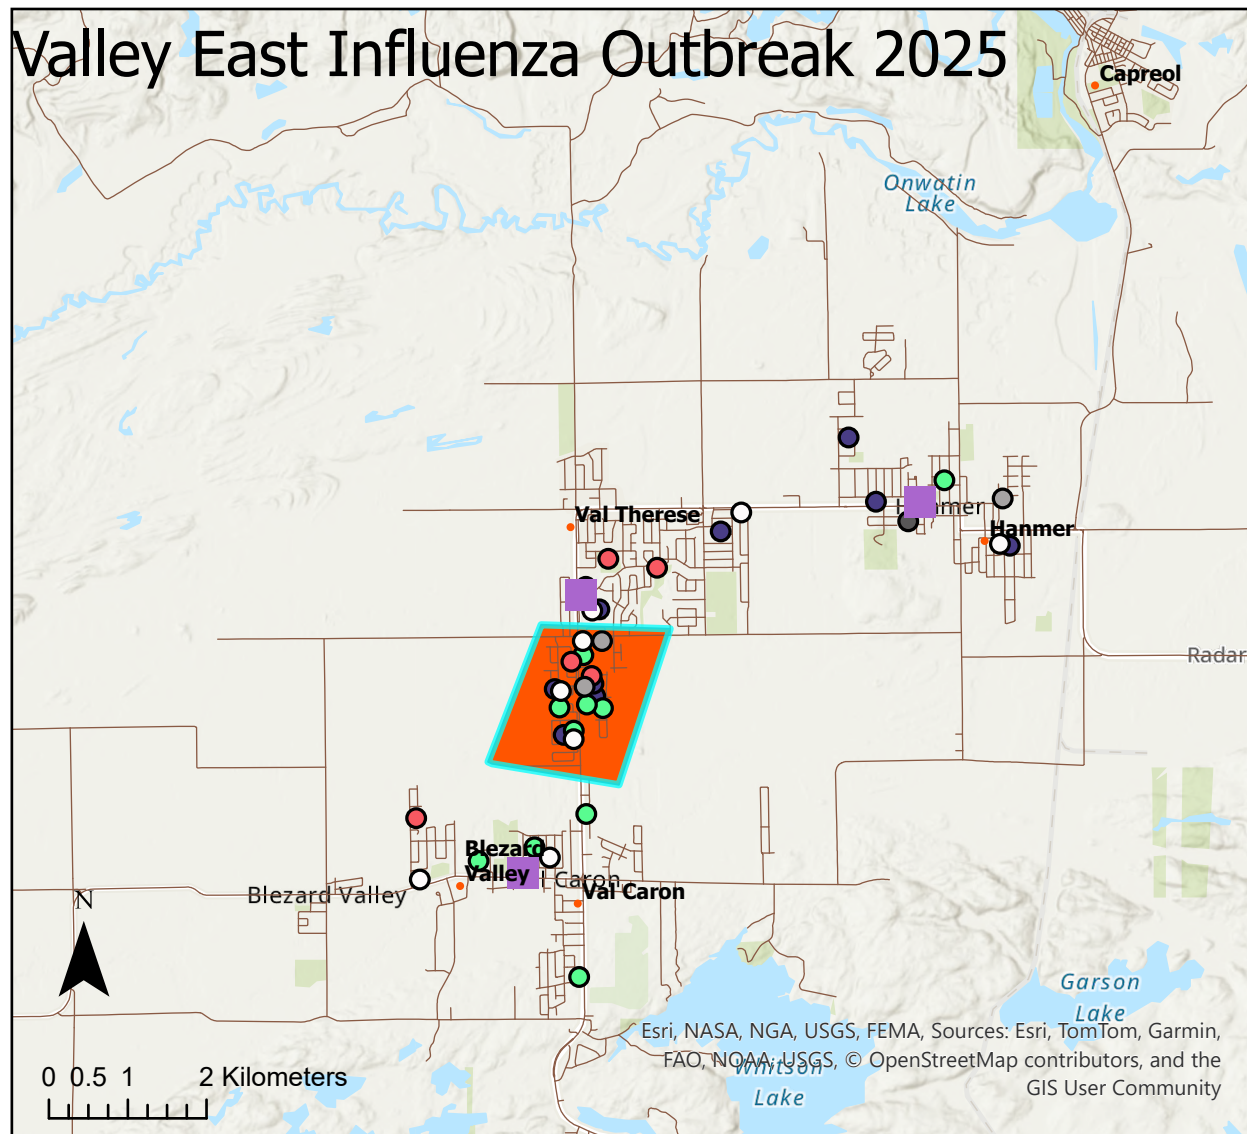 Valley East Influenza Outbreak 2025
Capreol
Onwatin
Lake
Val Therese
Hanmer
Radar
Blezard
Valley
Caron
Val Caron
Blezard Valley
N
Garson
Lake
Esri, NASA, NGA, USGS, FEMA, Sources: Esri, TomTom, Garmin,
FAO, NOAA, USGS, © OpenStreetMap contributors, and the
GIS User Community
Whitson
Lake
0 0.5 1 2 Kilometers